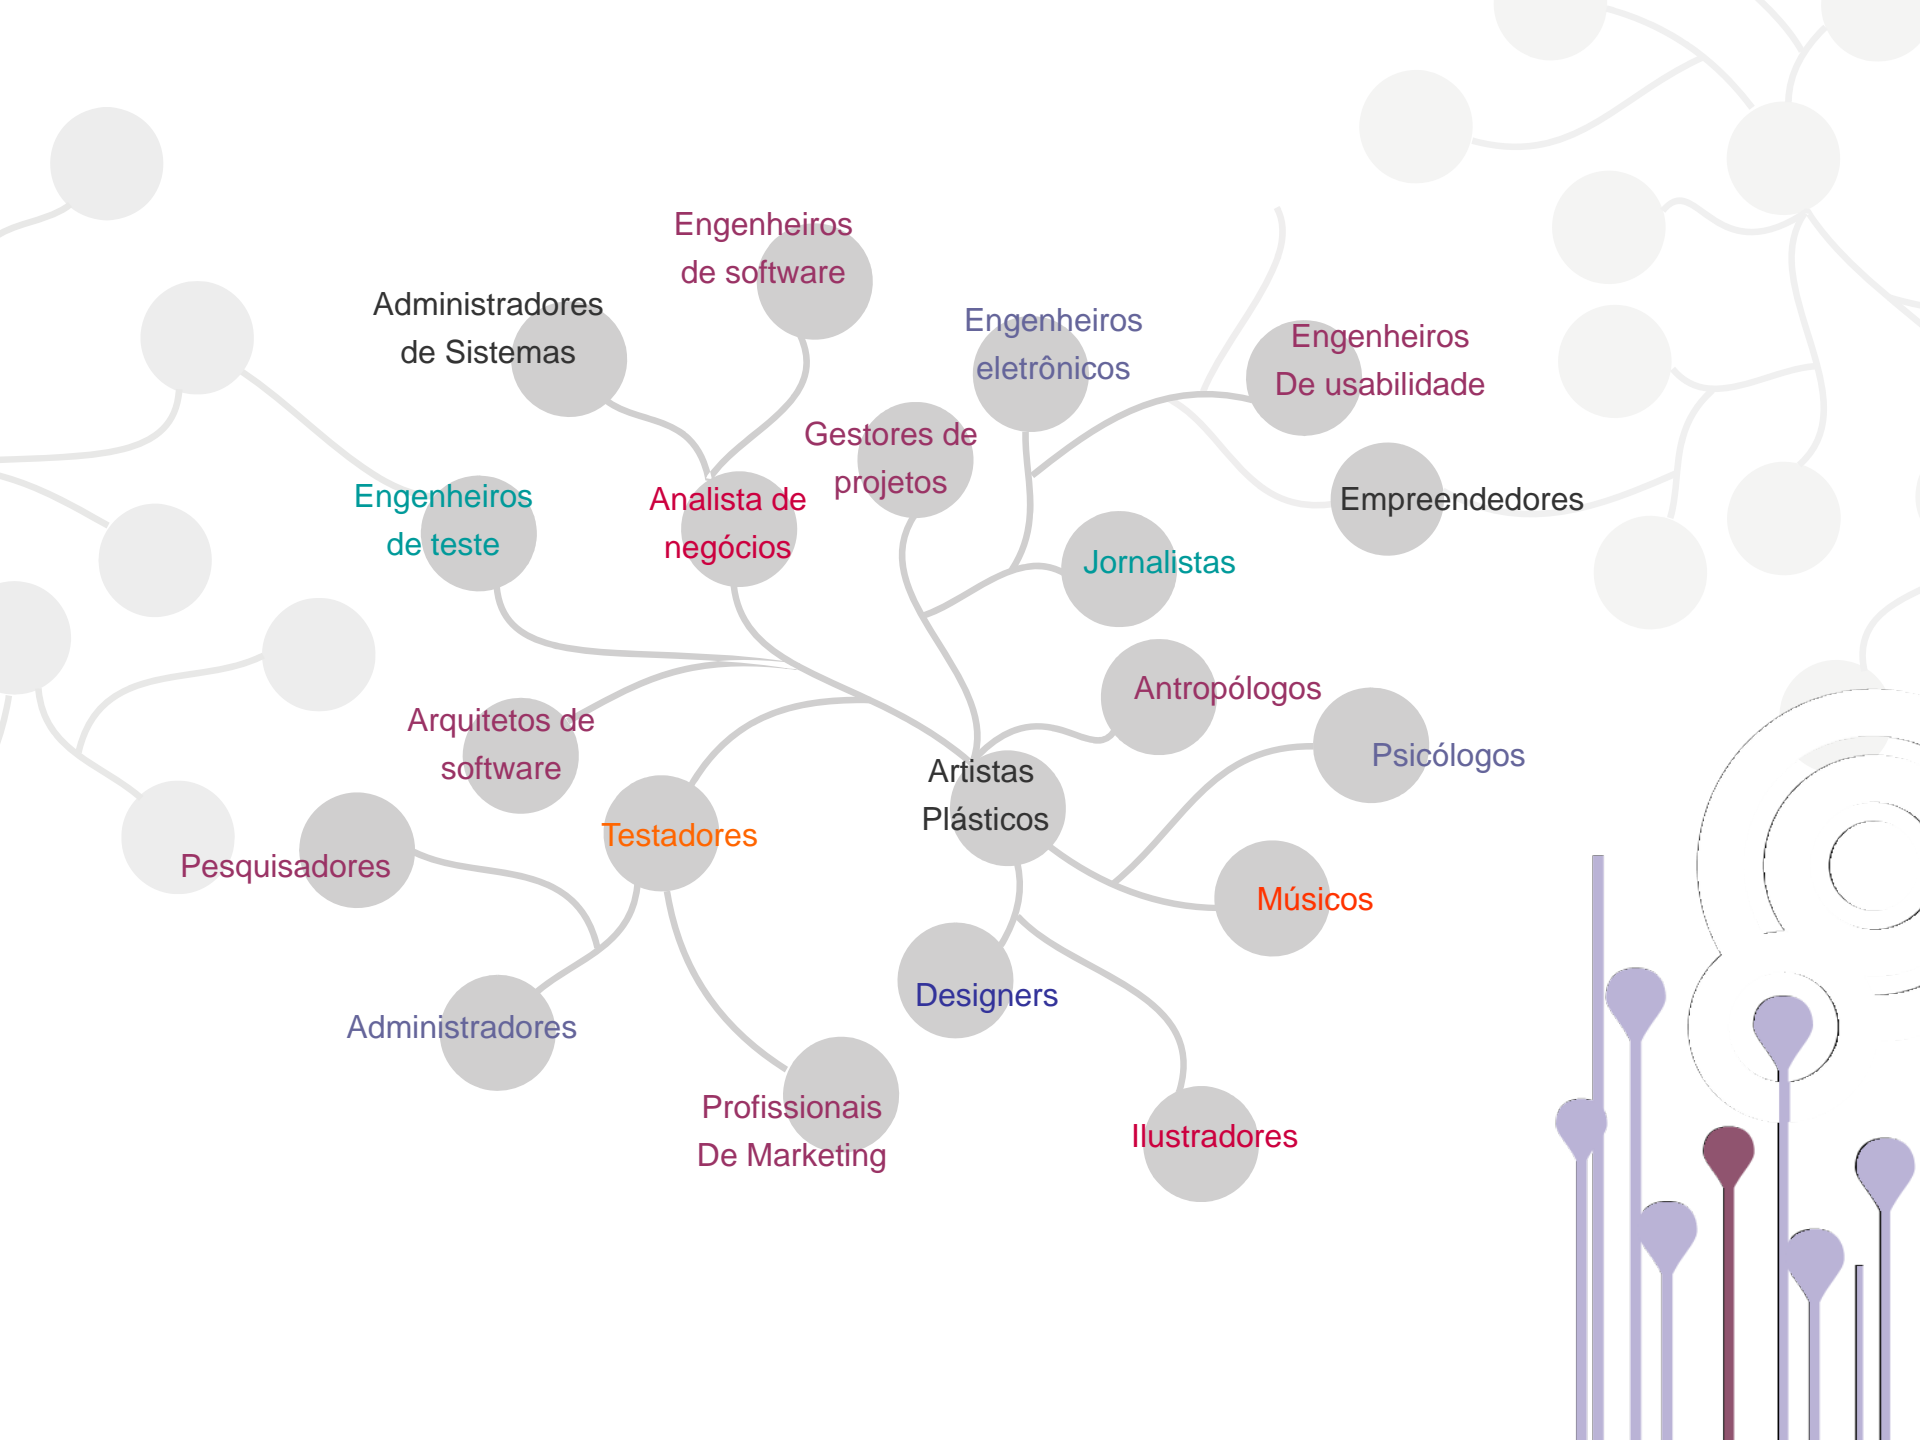 Engenheiros
de software
Administradores
de Sistemas
Engenheiros
eletrônicos
Engenheiros
De usabilidade
Gestores de
projetos
Engenheiros
de teste
Analista de
negócios
Empreendedores
Jornalistas
Antropólogos
Arquitetos de
software
Psicólogos
Artistas
Plásticos
Testadores
Pesquisadores
Músicos
Designers
Administradores
Profissionais
De Marketing
Ilustradores